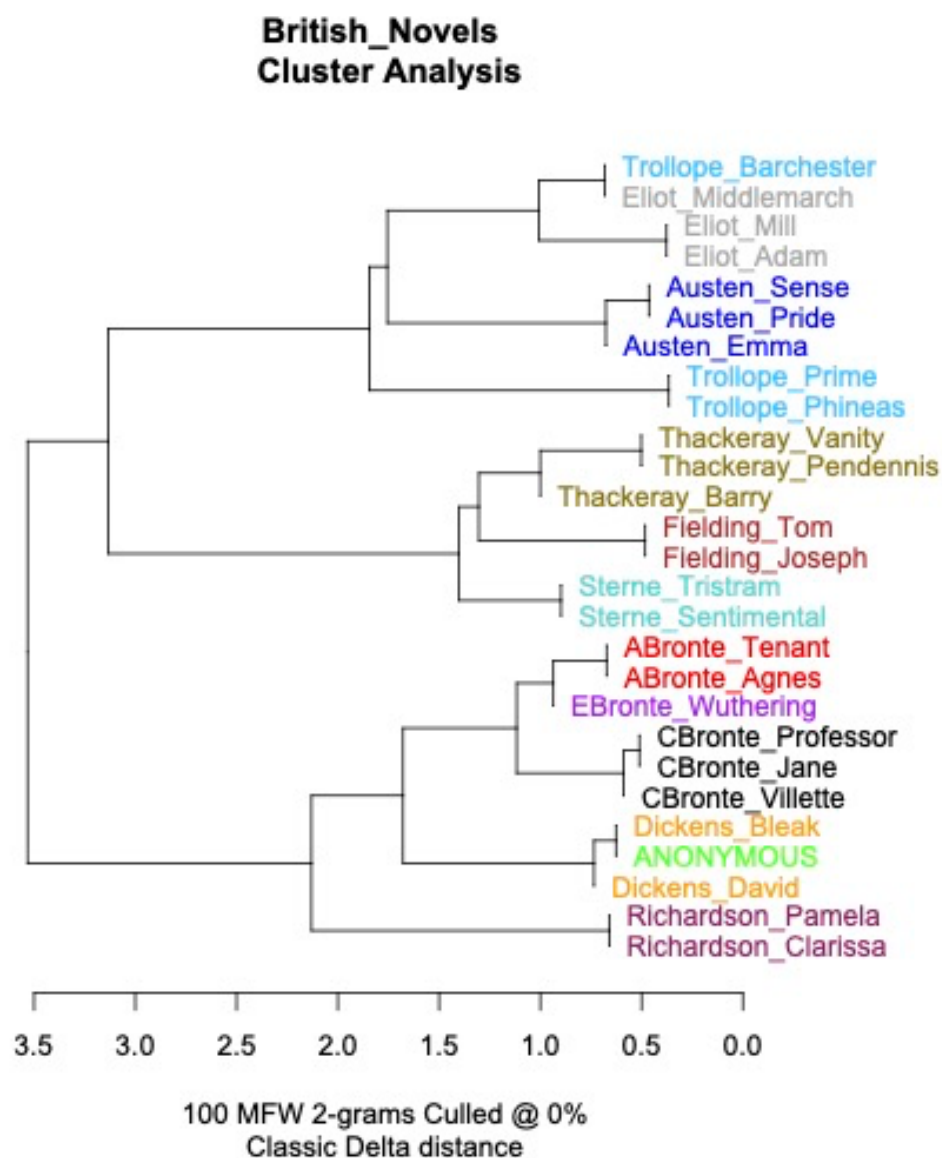 British_Novels
Cluster Analysis
Trollope_Barchester
Eliot_Middlemarch
Eliot_Mill
Eliot_Adam
Austen_Sense
Austen_Pride
Austen_Emma
Trollope_Prime
Trollope_Phineas
Thackeray_Vanity
Thackeray_Pendennis
Thackeray_Barry
Fielding_Tom
Fielding_Joseph
Sterne_Tristram
Sterne_Sentimental
ABronte_Tenant
ABronte_Agnes
EBronte_Wuthering
CBronte_Professor
CBronte_Jane
CBronte_Villette
Dickens_Bleak
ANONYMOUS
Dickens_David
Richardson_Pamela
Richardson_Clarissa
3.5 3.0 2.5 2.0 1.5 1.0 0.5 0.0
100 MFW 2-grams Culled @ 0%
Classic Delta distance